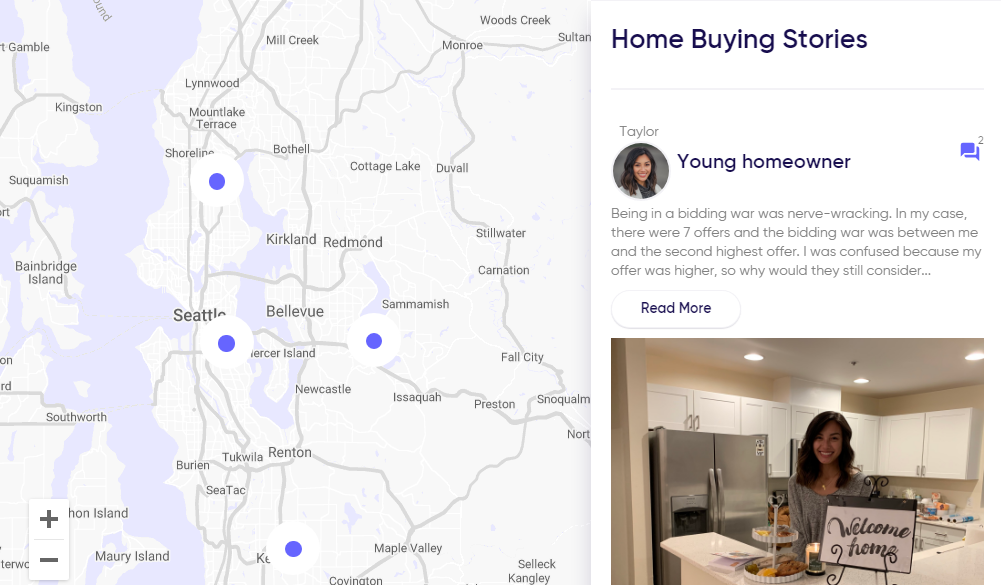 Woods Creek
Sultan
Mill Creek
Monroe
rt Gamble
Lynnwood
Kingston
Mountlake
Terrace
Shoreline
Bothell
Cottage Lake
Duvall
Suquamish
ort
Stillwater
Kirkland
Redmond
Bainbridge
Island
Carnation
Sammamish
Seattle
Bellevue
Mercer Island
Fall City
on
rd
Newcastle
Issaquah
Preston
Snoqualm
Southworth
Nort
Tukwila
Renton
Burien
SeaTac
hon Island
Maury Island
Ke
Maple Valley
Selleck
Kangley
Covington
+
−
Home Buying Stories
Taylor
2
Young homeowner
Being in a bidding war was nerve-wracking. In my case,
there were 7 offers and the bidding war was between me
and the second highest offer. I was confused because my
offer was higher, so why would they still consider...
Read More
Welcome
home